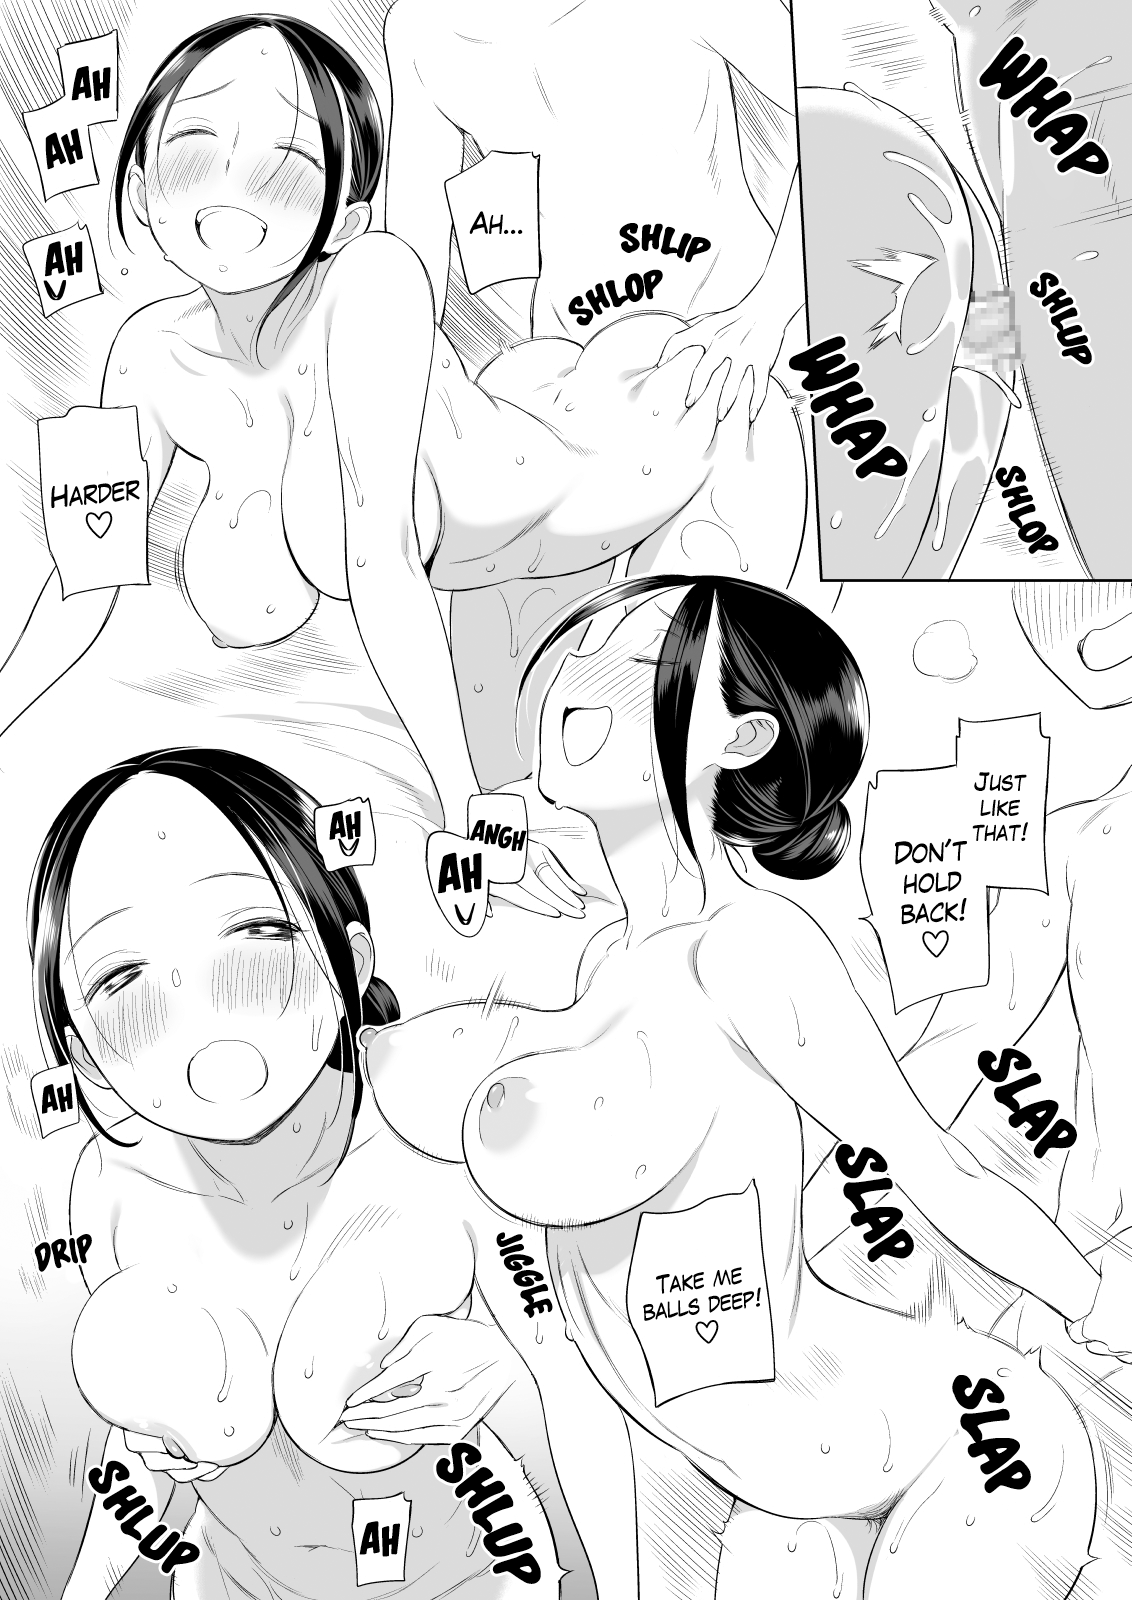 AH
AH
AH
AH...
SHLIP
SHLOP
WHAP
SHLUP
WHAP
SHLOP
HARDER
♡
JUST
LIKE
THAT!
DON'T
HOLD
BACK!
♡
AH
ANGH
AH
AH
SLAP
SLAP
DRIP
JIGGLE
TAKE ME
BALLS DEEP!
♡
SLAP
SHLUP
SHLUP
AH